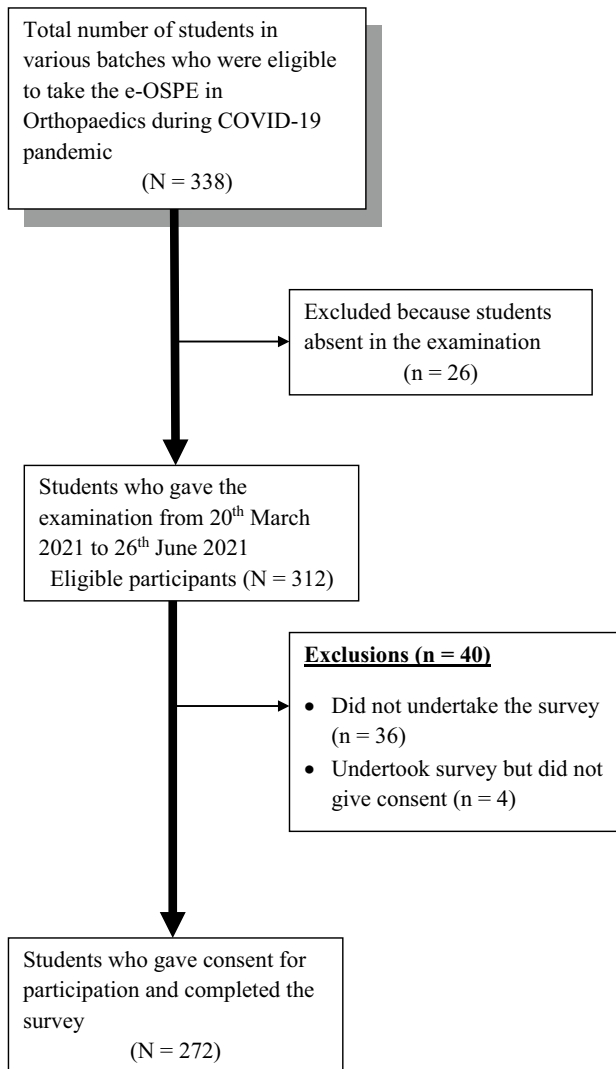 Total number of students in
various batches who were eligible
to take the e-OSPE in
Orthopaedics during COVID-19
pandemic
(N = 338)
Excluded because students
absent in the examination
(n = 26)
Students who gave the
examination from 20th March
2021 to 26th June 2021
Eligible participants (N = 312)
Exclusions (n = 40)
• Did not undertake the survey
(n = 36)
• Undertook survey but did not
give consent (n = 4)
Students who gave consent for
participation and completed the
survey
(N = 272)